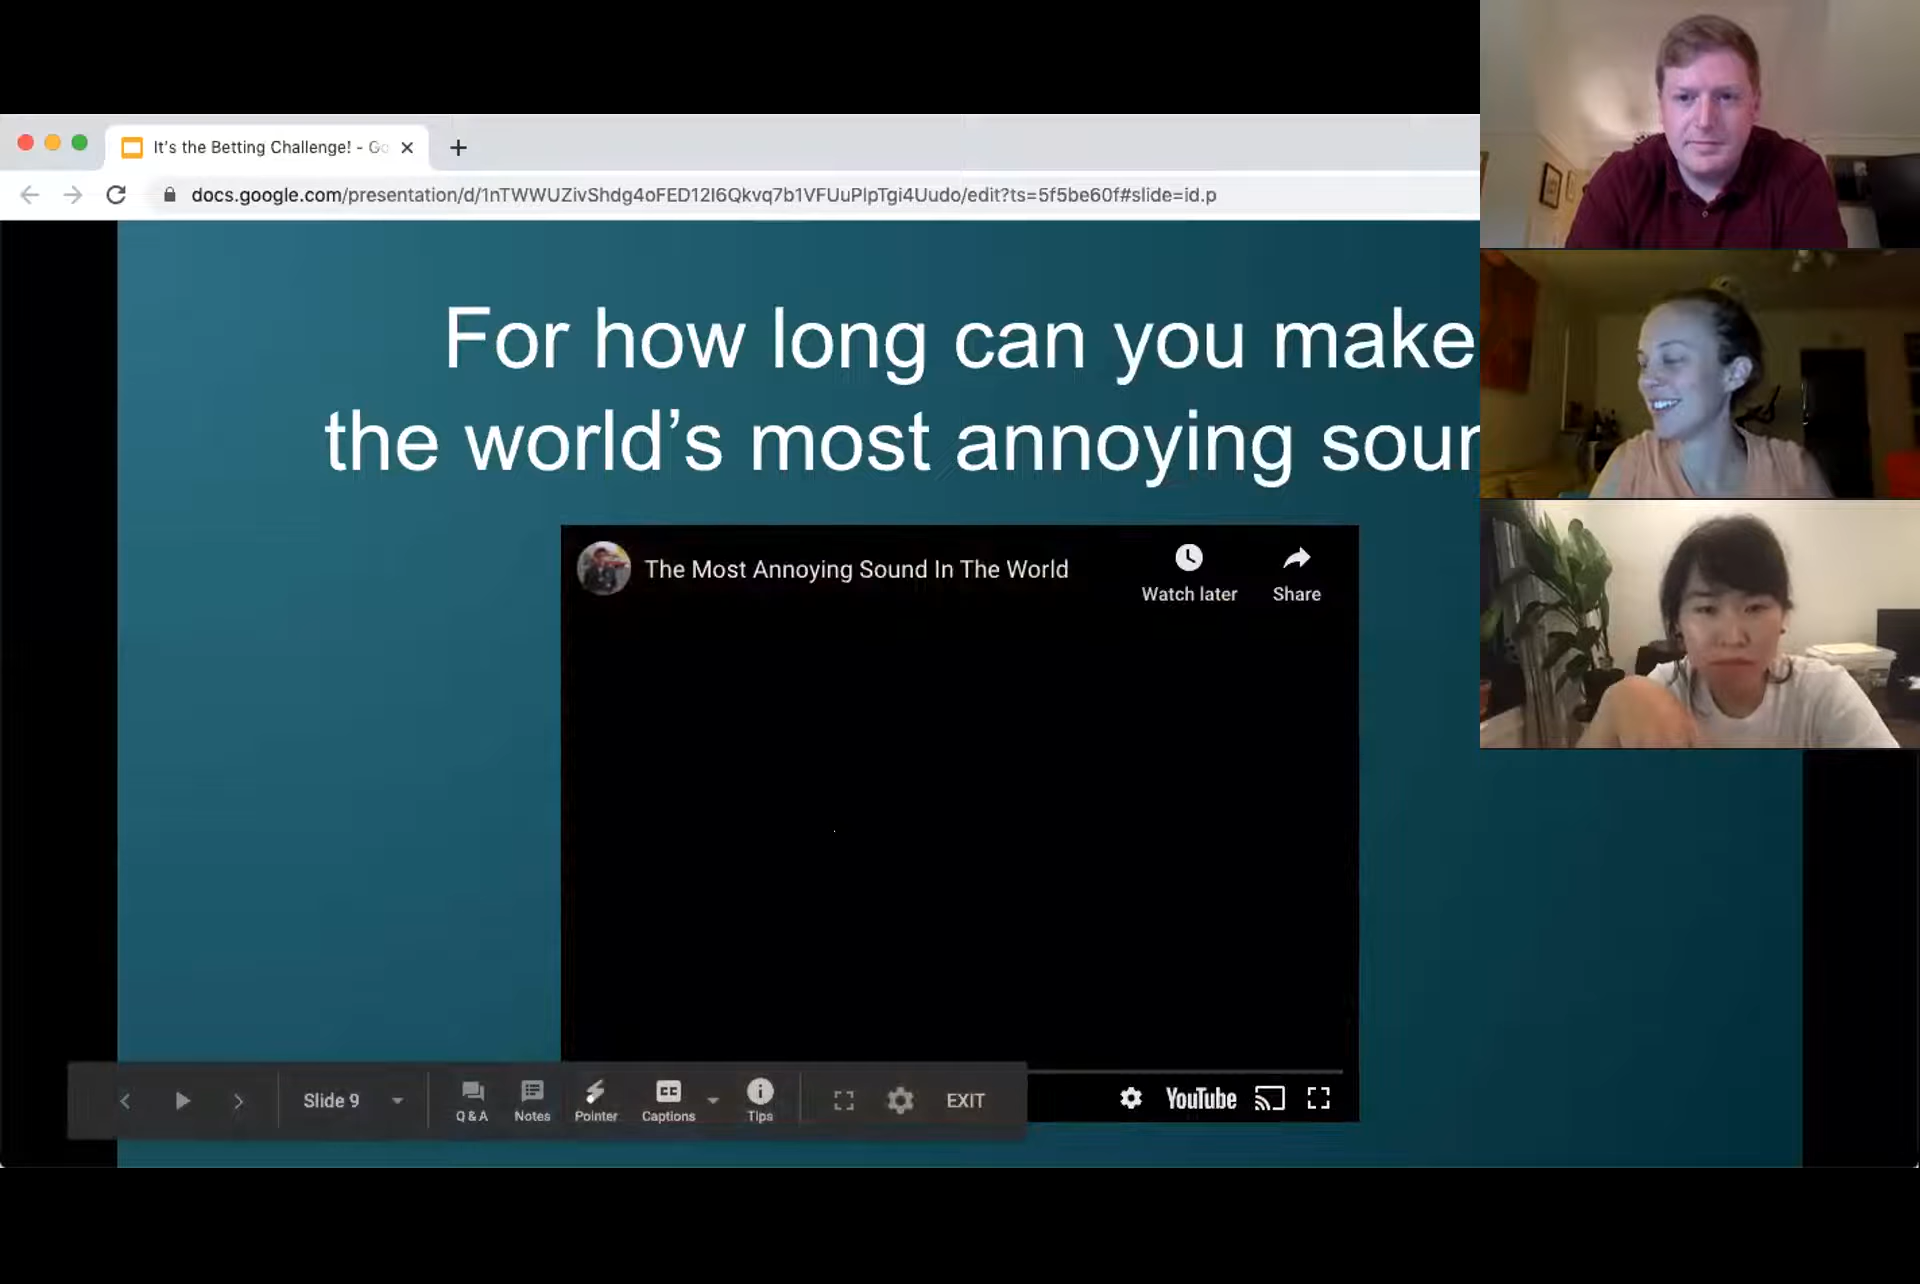 It's the Betting Challenge! - Go
docs.google.com/presentation/d/1nTWWUZivShdg4oFED12I6Qkvq7b1VFUuPlpTgi4Uudo/edit?ts=5f5be60f#slide=id.p
For how long can you make
the world's most annoying soun
The Most Annoying Sound In The World
Watch later
Share
Slide 9
Q & A
Notes
Pointer
CC
Captions
Tips
EXIT
YouTube